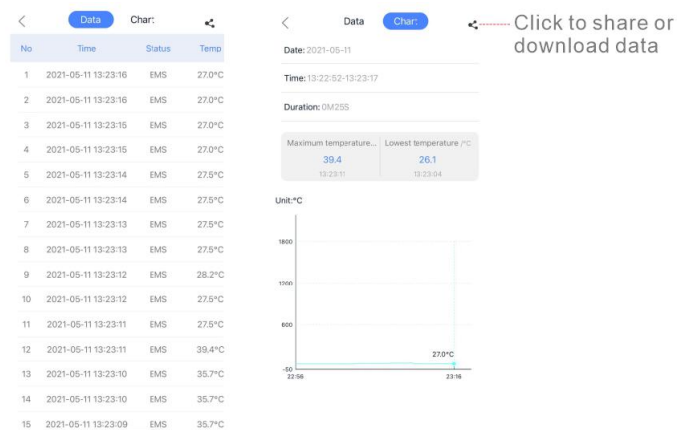 Data Char:
No Time Status Temp
1 2021-05-11 13:23:16 EMS 27.0°C
2 2021-05-11 13:23:16 EMS 27.0°C
3 2021-05-11 13:23:15 EMS 27.0°C
4 2021-05-11 13:23:15 EMS 27.0°C
5 2021-05-11 13:23:14 EMS 27.5°C
6 2021-05-11 13:23:14 EMS 27.5°C
7 2021-05-11 13:23:13 EMS 27.5°C
8 2021-05-11 13:23:13 EMS 27.5°C
9 2021-05-11 13:23:12 EMS 28.2°C
10 2021-05-11 13:23:12 EMS 27.5°C
11 2021-05-11 13:23:11 EMS 27.5°C
12 2021-05-11 13:23:11 EMS 39.4°C
13 2021-05-11 13:23:10 EMS 35.7°C
14 2021-05-11 13:23:10 EMS 35.7°C
15 2021-05-11 13:23:09 EMS 35.7°C
Data Char:
Date: 2021-05-11
Time: 13:22:52-13:23:17
Duration: 0M25S
Maximum temperature... Lowest temperature /°C
39.4 26.1
13:23:11 13:23:04
Unit:°C
1800
1200
600
27.0°C
-50
22:56 23:16
Click to share or
download data